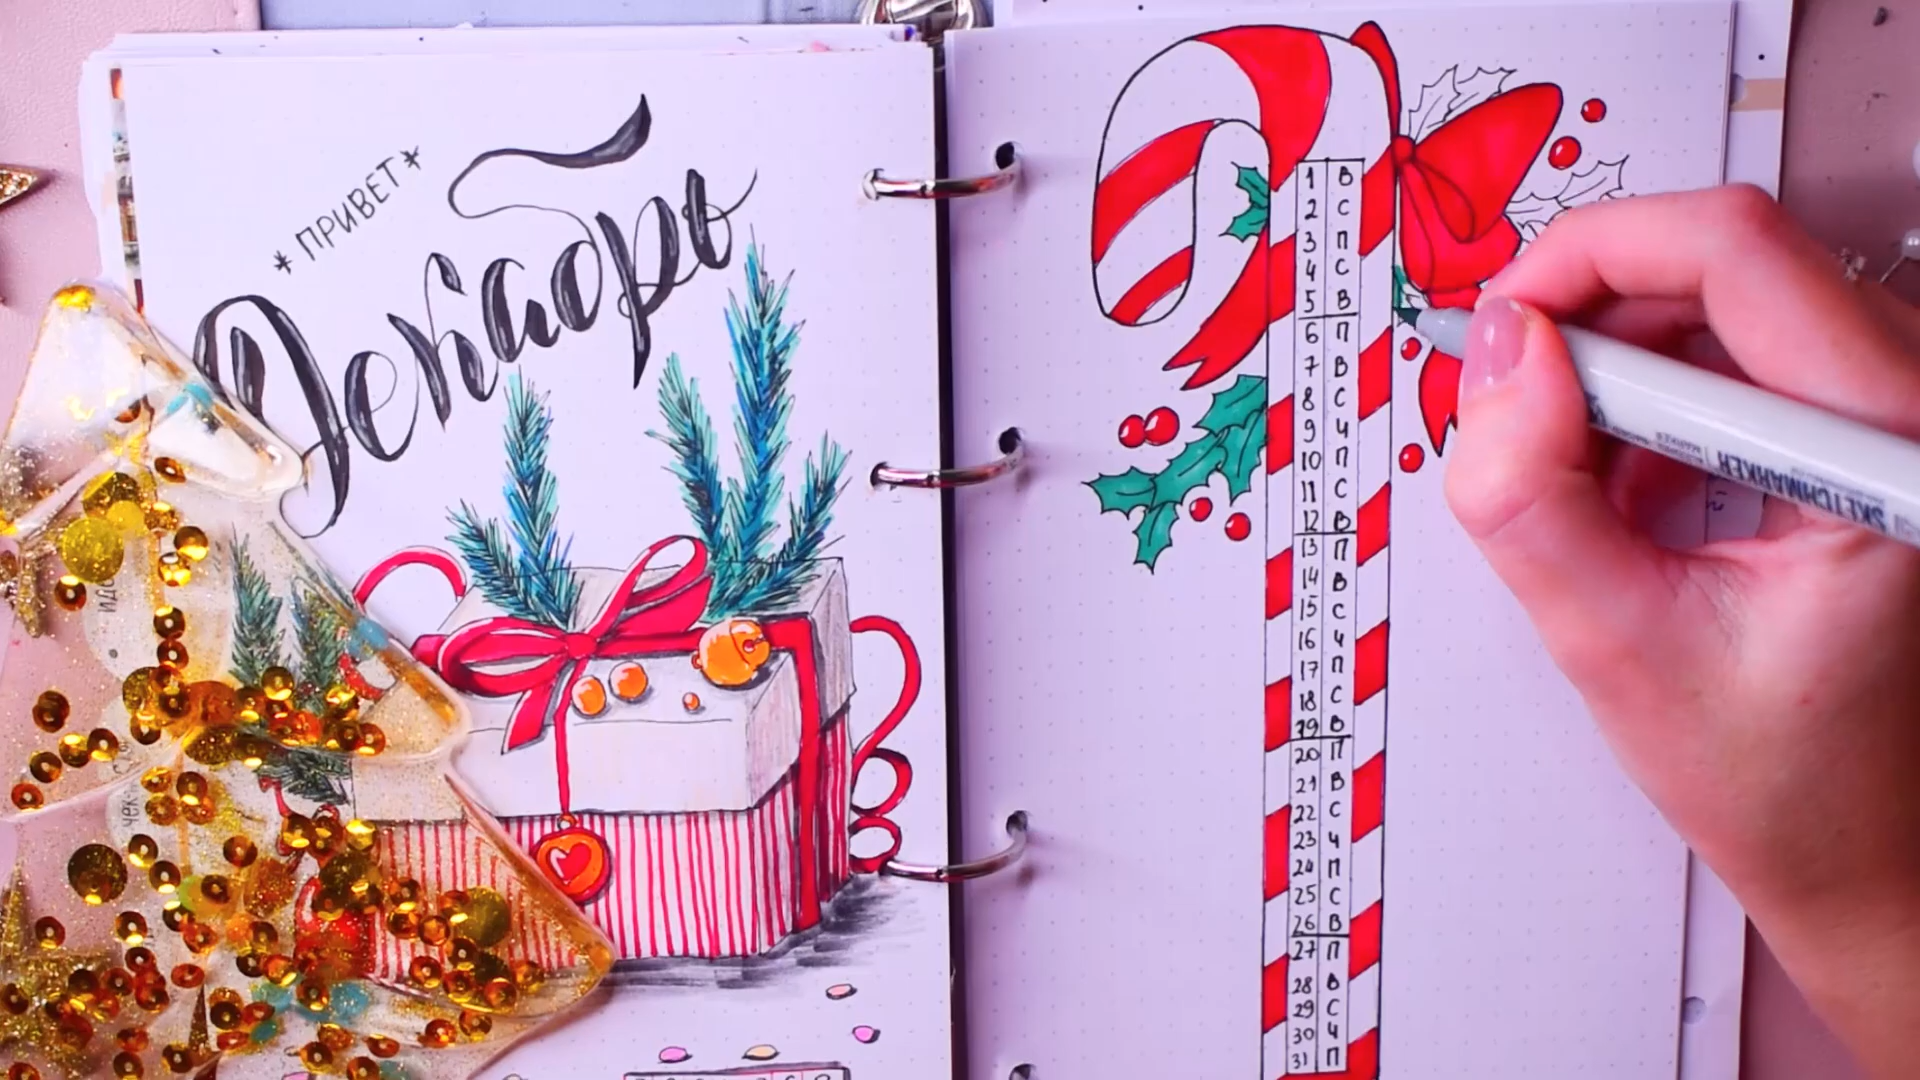 * ПРИВЕТ *
Декабрь
1 В
2 С
3 П
4 С
5 В
6 П
7 В
8 С
9 Ч
10 П
11 С
12 В
13 П
14 В
15 С
16 Ч
17 П
18 С
19 В
20 П
21 В
22 С
23 Ч
24 П
25 С
26 В
27 П
28 В
29 С
30 Ч
31 П
SKETCHMARKER